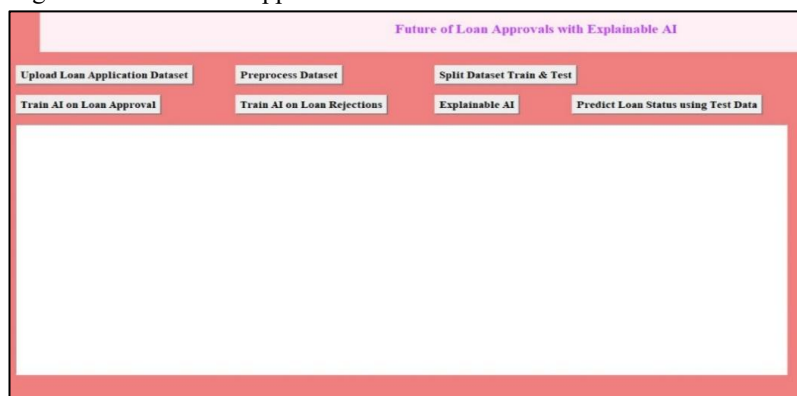 Future of Loan Approvals with Explainable AI
Upload Loan Application Dataset Preprocess Dataset Split Dataset Train & Test
Train AI on Loan Approval Train AI on Loan Rejections Explainable AI Predict Loan Status using Test Data